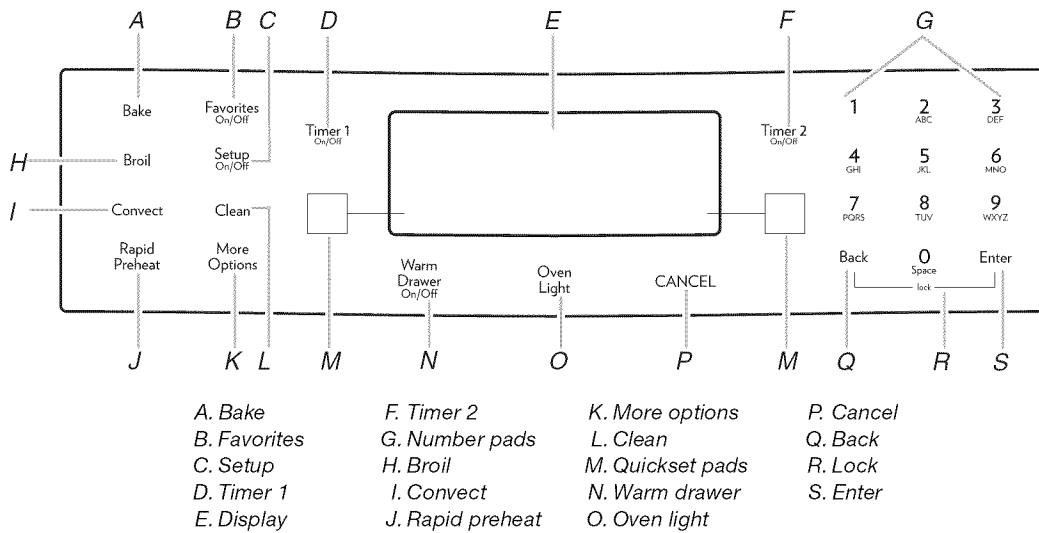 A B C D E F G
Bake
Favorites
On/Off
Timer 1
On/Off
Timer 2
On/Off
1 2 3
ABC DEF
H
Broil
Setup
On/Off
4 5 6
GHI JKL MNO
I
Convect
Clean
7 8 9
PQRS TUV WXYZ
Rapid
Preheat
More
Options
Warm
Drawer
On/Off
Oven
Light
CANCEL
Back
0
Space
Enter
lock
J K L M N O P M Q R S
A. Bake
B. Favorites
C. Setup
D. Timer 1
E. Display
F. Timer 2
G. Number pads
H. Broil
I. Convect
J. Rapid preheat
K. More options
L. Clean
M. Quickset pads
N. Warm drawer
O. Oven light
P. Cancel
Q. Back
R. Lock
S. Enter